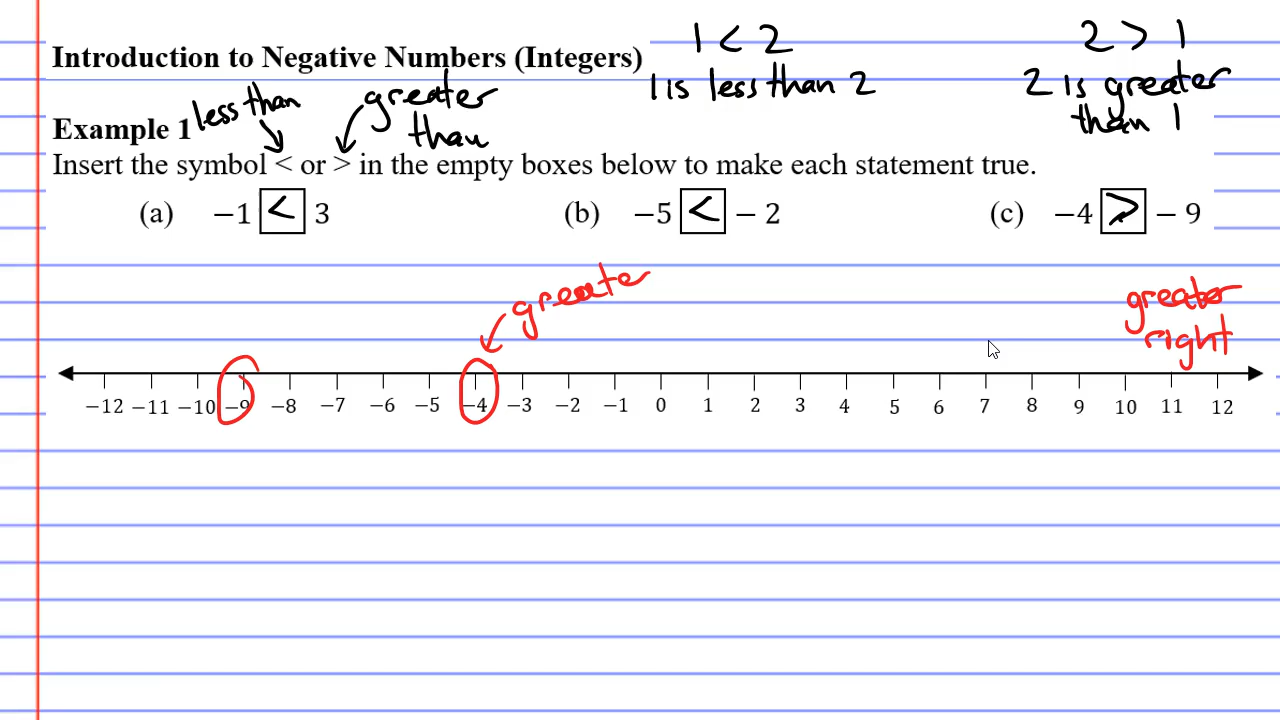 1 < 2
2 > 1
Introduction to Negative Numbers (Integers)
1 is less than 2
2 is greater
than 1
less than
greater
than
Example 1
Insert the symbol < or > in the empty boxes below to make each statement true.
(a) −1 < 3 (b) −5 < − 2 (c) −4 > − 9
greater
greater
right
−12 −11 −10 −9 −8 −7 −6 −5 −4 −3 −2 −1 0 1 2 3 4 5 6 7 8 9 10 11 12